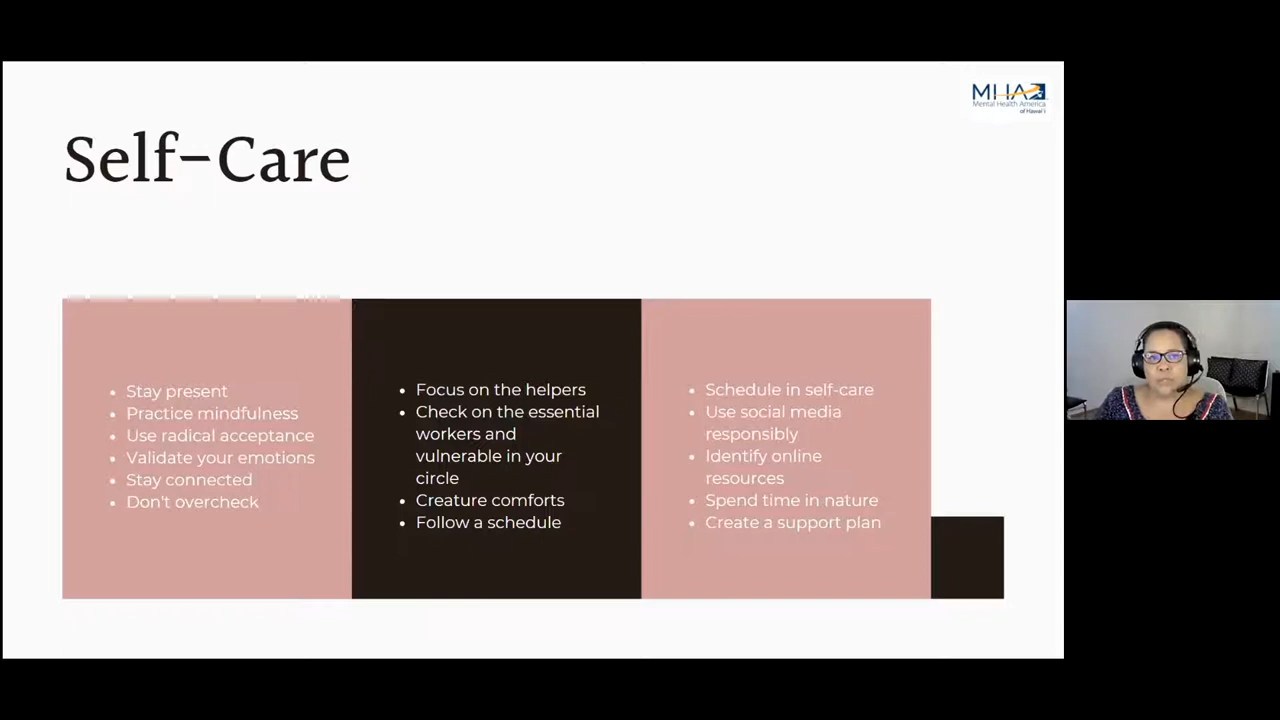 MHA
Mental Health America
of Hawai'i
Self-Care
• Stay present
• Practice mindfulness
• Use radical acceptance
• Validate your emotions
• Stay connected
• Don't overcheck
• Focus on the helpers
• Check on the essential
workers and
vulnerable in your
circle
• Creature comforts
• Follow a schedule
• Schedule in self-care
• Use social media
responsibly
• Identify online
resources
• Spend time in nature
• Create a support plan